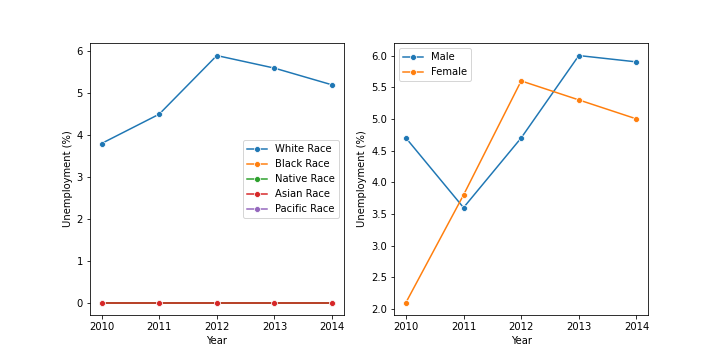 6
5
4
3
2
1
0
Unemployment (%)
White Race
Black Race
Native Race
Asian Race
Pacific Race
2010 2011 2012 2013 2014
Year
6.0
5.5
5.0
4.5
4.0
3.5
3.0
2.5
2.0
Unemployment (%)
Male
Female
2010 2011 2012 2013 2014
Year